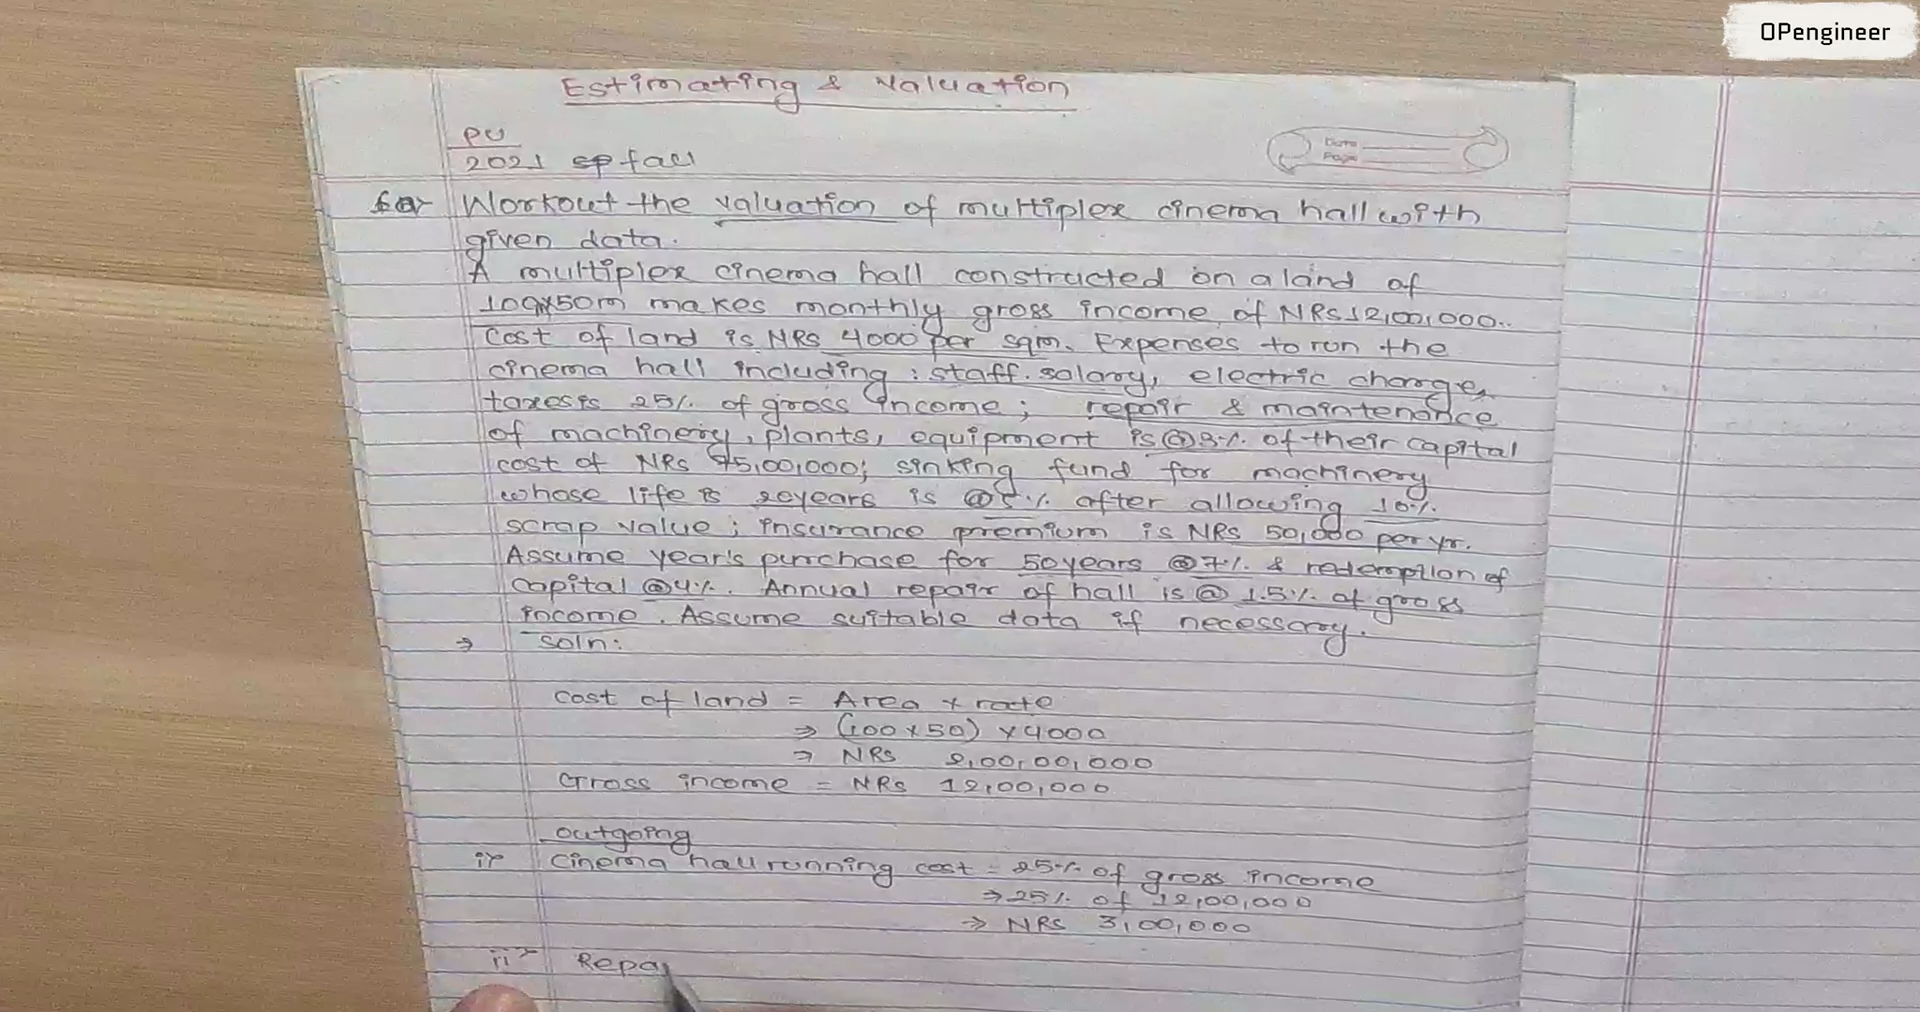 OPengineer
Estimating & Valuation
PU
2021 sp fall
Date
Page
6a> Workout the valuation of multiplex cinema hall with
given data.
A multiplex cinema hall constructed on a land of
100x50m makes monthly gross income of NRS 12,00,000..
Cost of land is NRS 4000 per sqm. Expenses to run the
cinema hall including : staff salary, electric charge,
taxes is 25% of gross income ; repair & maintenance
of machinery, plants, equipment is @3% of their capital
cost of NRS 75,00,000; sinking fund for machinery
whose life is 20years is @5% after allowing 10%
scrap value ; insurance premium is NRS 50,000 per yr.
Assume year's purchase for 50years @7% & redemption of
capital @4%. Annual repair of hall is @ 1.5% of gross
income. Assume suitable data if necessary.
⇒ Soln:
Cost of land = Area x rate
⇒ (100 x 50) x 4000
⇒ NRS 2,00,00,000
Gross income = NRS 12,00,000
Outgoing
i> Cinema hall running cost = 25% of gross income
⇒ 25% of 12,00,000
⇒ NRS 3,00,000
ii> Repa